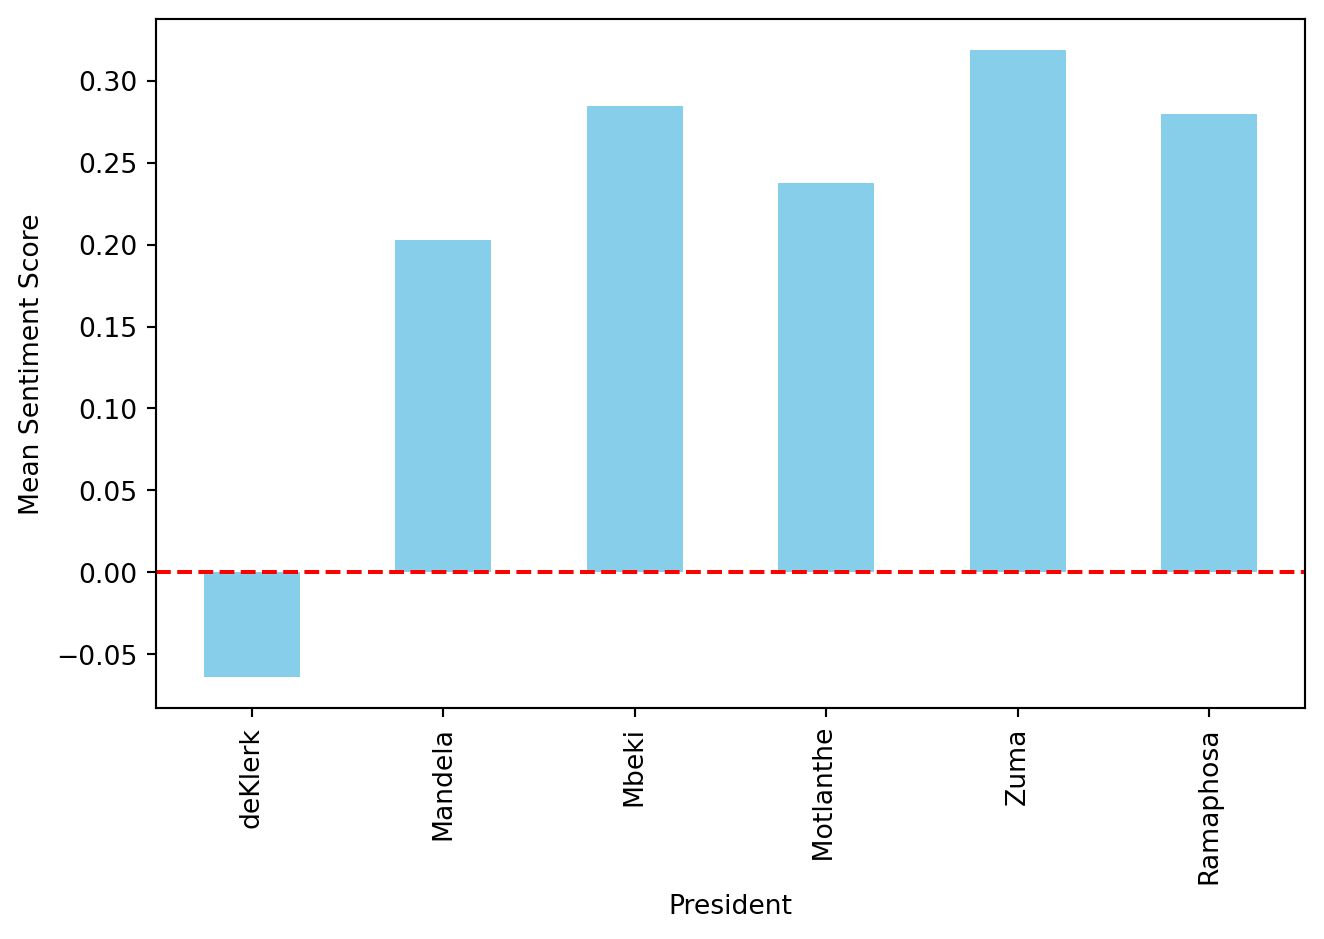 Mean Sentiment Score
0.30
0.25
0.20
0.15
0.10
0.05
0.00
−0.05
deKlerk
Mandela
Mbeki
Motlanthe
Zuma
Ramaphosa
President